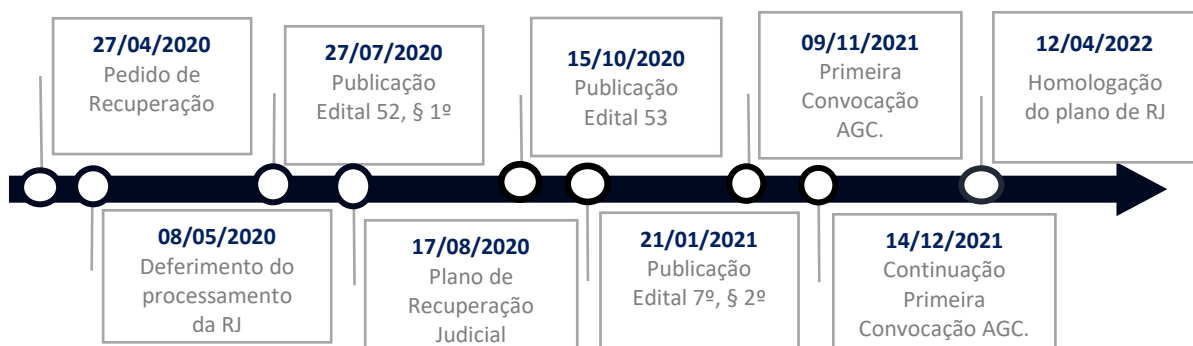 27/04/2020
Pedido de
Recuperação
27/07/2020
Publicação
Edital 52, § 1º
15/10/2020
Publicação
Edital 53
09/11/2021
Primeira
Convocação
AGC.
12/04/2022
Homologação
do plano de RJ
08/05/2020
Deferimento do
processamento
da RJ
17/08/2020
Plano de
Recuperação
Judicial
21/01/2021
Publicação
Edital 7º, § 2º
14/12/2021
Continuação
Primeira
Convocação AGC.